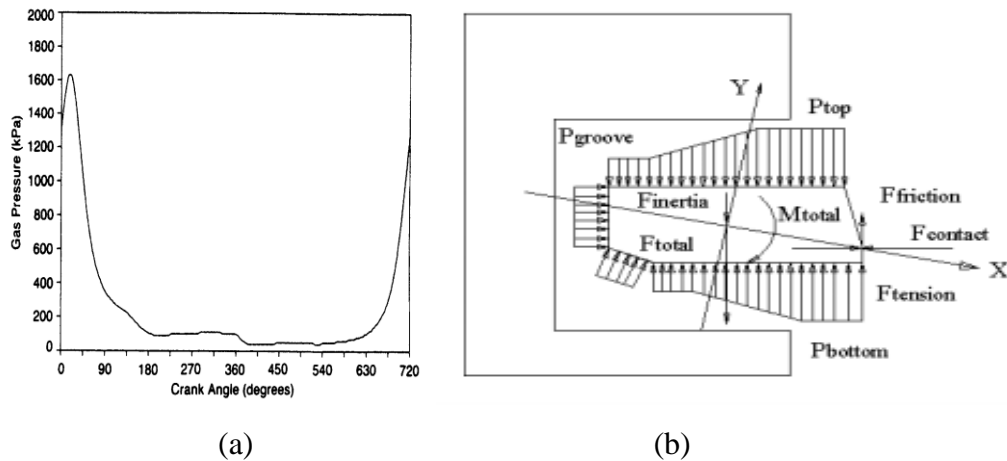 2000
1800
1600
1400
1200
1000
800
600
400
200
0
Gas Pressure (kPa)
0 90 180 270 360 450 540 630 720
Crank Angle (degrees)
(a)
Y
Ptop
Pgroove
Finertia
Mtotal
Ffriction
Fcontact
Ftotal
X
Ftension
Pbottom
(b)